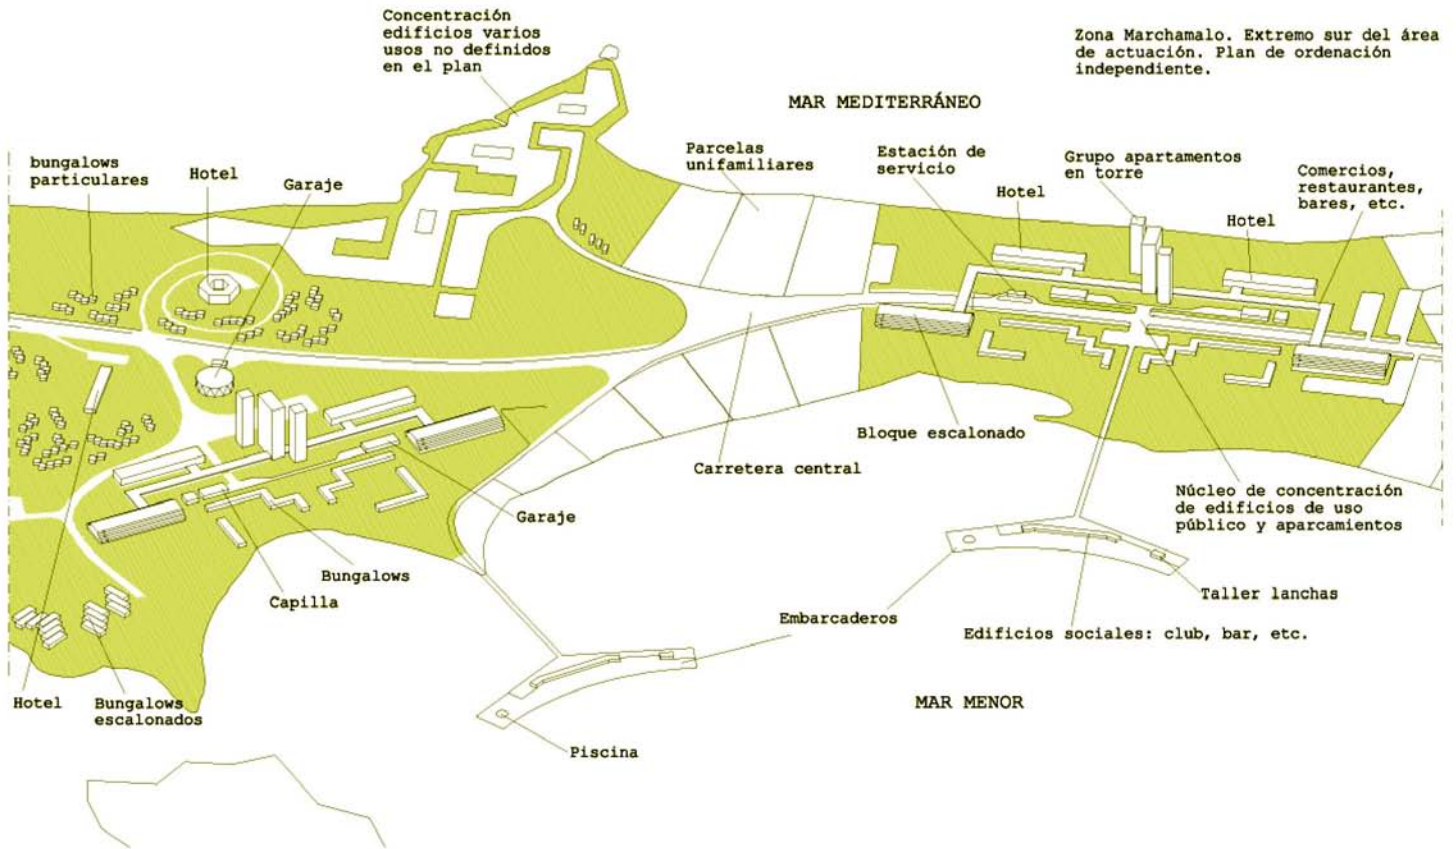 Concentración
edificios varios
usos no definidos
en el plan
Zona Marchamalo. Extremo sur del área
de actuación. Plan de ordenación
independiente.
MAR MEDITERRÁNEO
bungalows
particulares
Hotel
Garaje
Parcelas
unifamiliares
Estación de
servicio
Hotel
Grupo apartamentos
en torre
Hotel
Comercios,
restaurantes,
bares, etc.
Bloque escalonado
Carretera central
Garaje
Núcleo de concentración
de edificios de uso
público y aparcamientos
Bungalows
Capilla
Embarcaderos
Taller lanchas
Edificios sociales: club, bar, etc.
Hotel
Bungalows
escalonados
MAR MENOR
Piscina